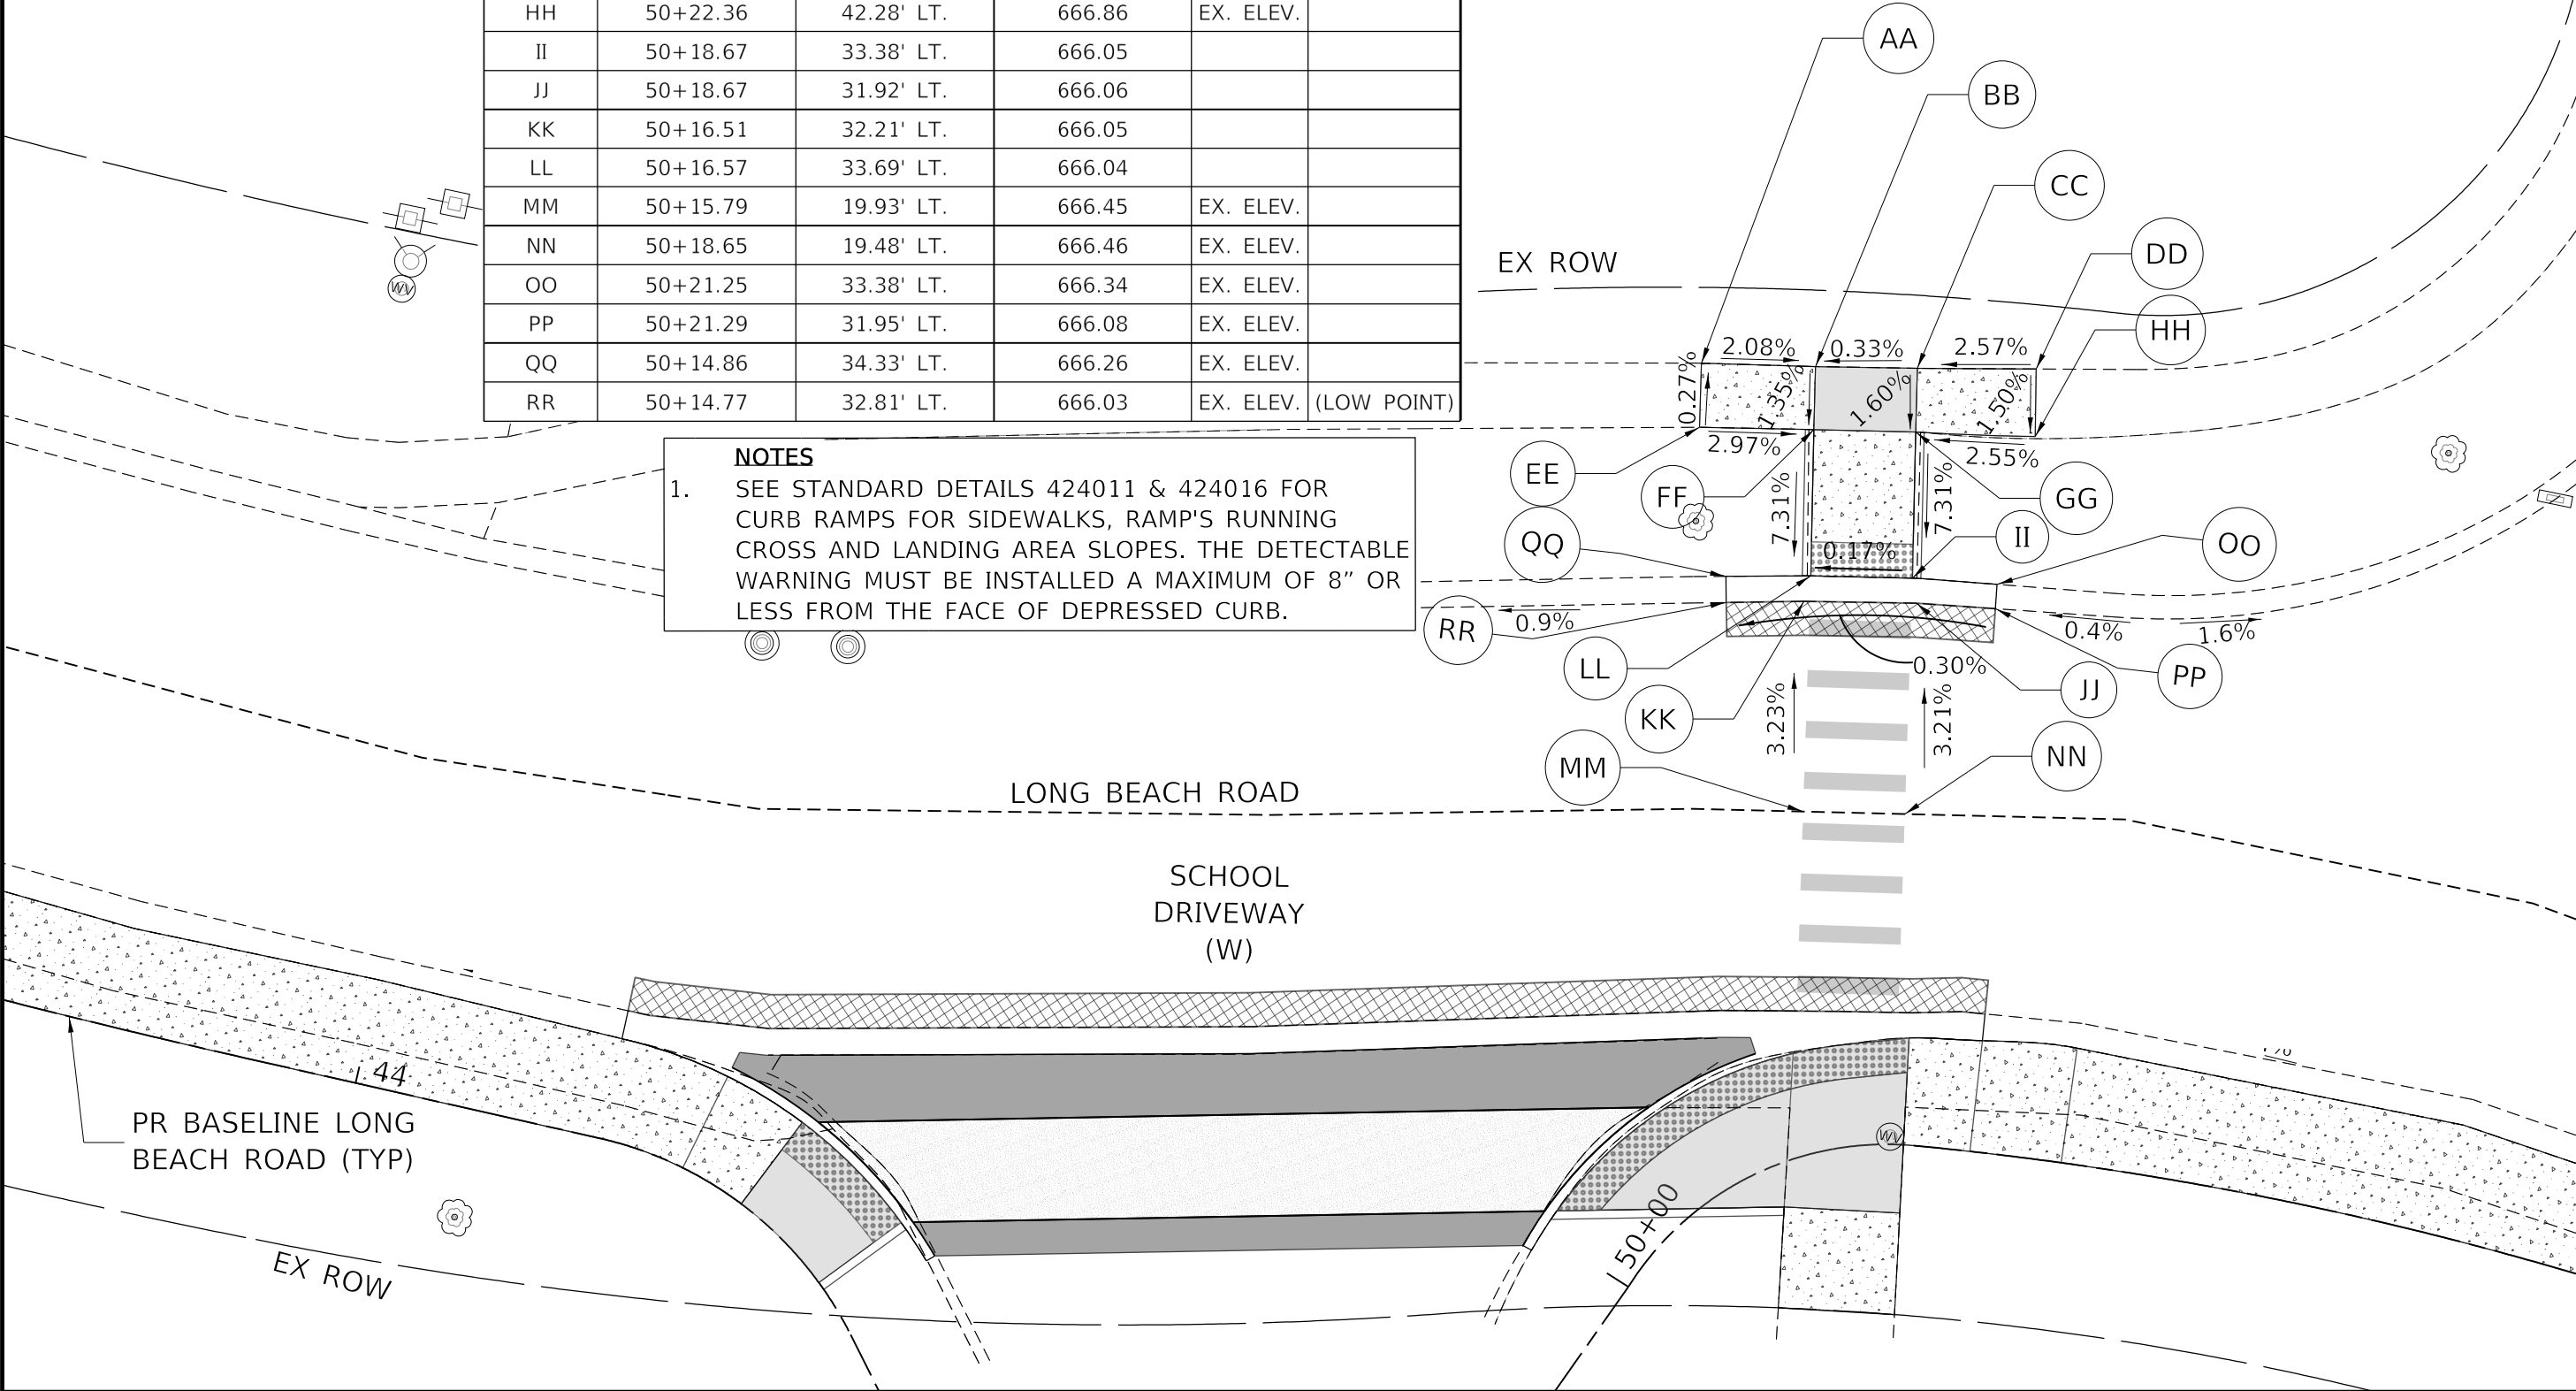 HH 50+22.36 42.28' LT. 666.86 EX. ELEV.
II 50+18.67 33.38' LT. 666.05
JJ 50+18.67 31.92' LT. 666.06
KK 50+16.51 32.21' LT. 666.05
LL 50+16.57 33.69' LT. 666.04
MM 50+15.79 19.93' LT. 666.45 EX. ELEV.
NN 50+18.65 19.48' LT. 666.46 EX. ELEV.
OO 50+21.25 33.38' LT. 666.34 EX. ELEV.
PP 50+21.29 31.95' LT. 666.08 EX. ELEV.
QQ 50+14.86 34.33' LT. 666.26 EX. ELEV.
RR 50+14.77 32.81' LT. 666.03 EX. ELEV. (LOW POINT)
NOTES
1. SEE STANDARD DETAILS 424011 & 424016 FOR
CURB RAMPS FOR SIDEWALKS, RAMP'S RUNNING
CROSS AND LANDING AREA SLOPES. THE DETECTABLE
WARNING MUST BE INSTALLED A MAXIMUM OF 8” OR
LESS FROM THE FACE OF DEPRESSED CURB.
AA
BB
CC
DD
HH
EX ROW
2.08%
0.33%
2.57%
0.27%
1.35%
1.60%
1.50%
2.97%
2.55%
EE
FF
GG
QQ
7.31%
7.31%
II
OO
0.17%
RR
0.9%
0.4%
1.6%
LL
0.30%
JJ
PP
KK
3.23%
3.21%
MM
NN
WV
LONG BEACH ROAD
SCHOOL
DRIVEWAY
(W)
44
PR BASELINE LONG
BEACH ROAD (TYP)
WV
50+00
EX ROW